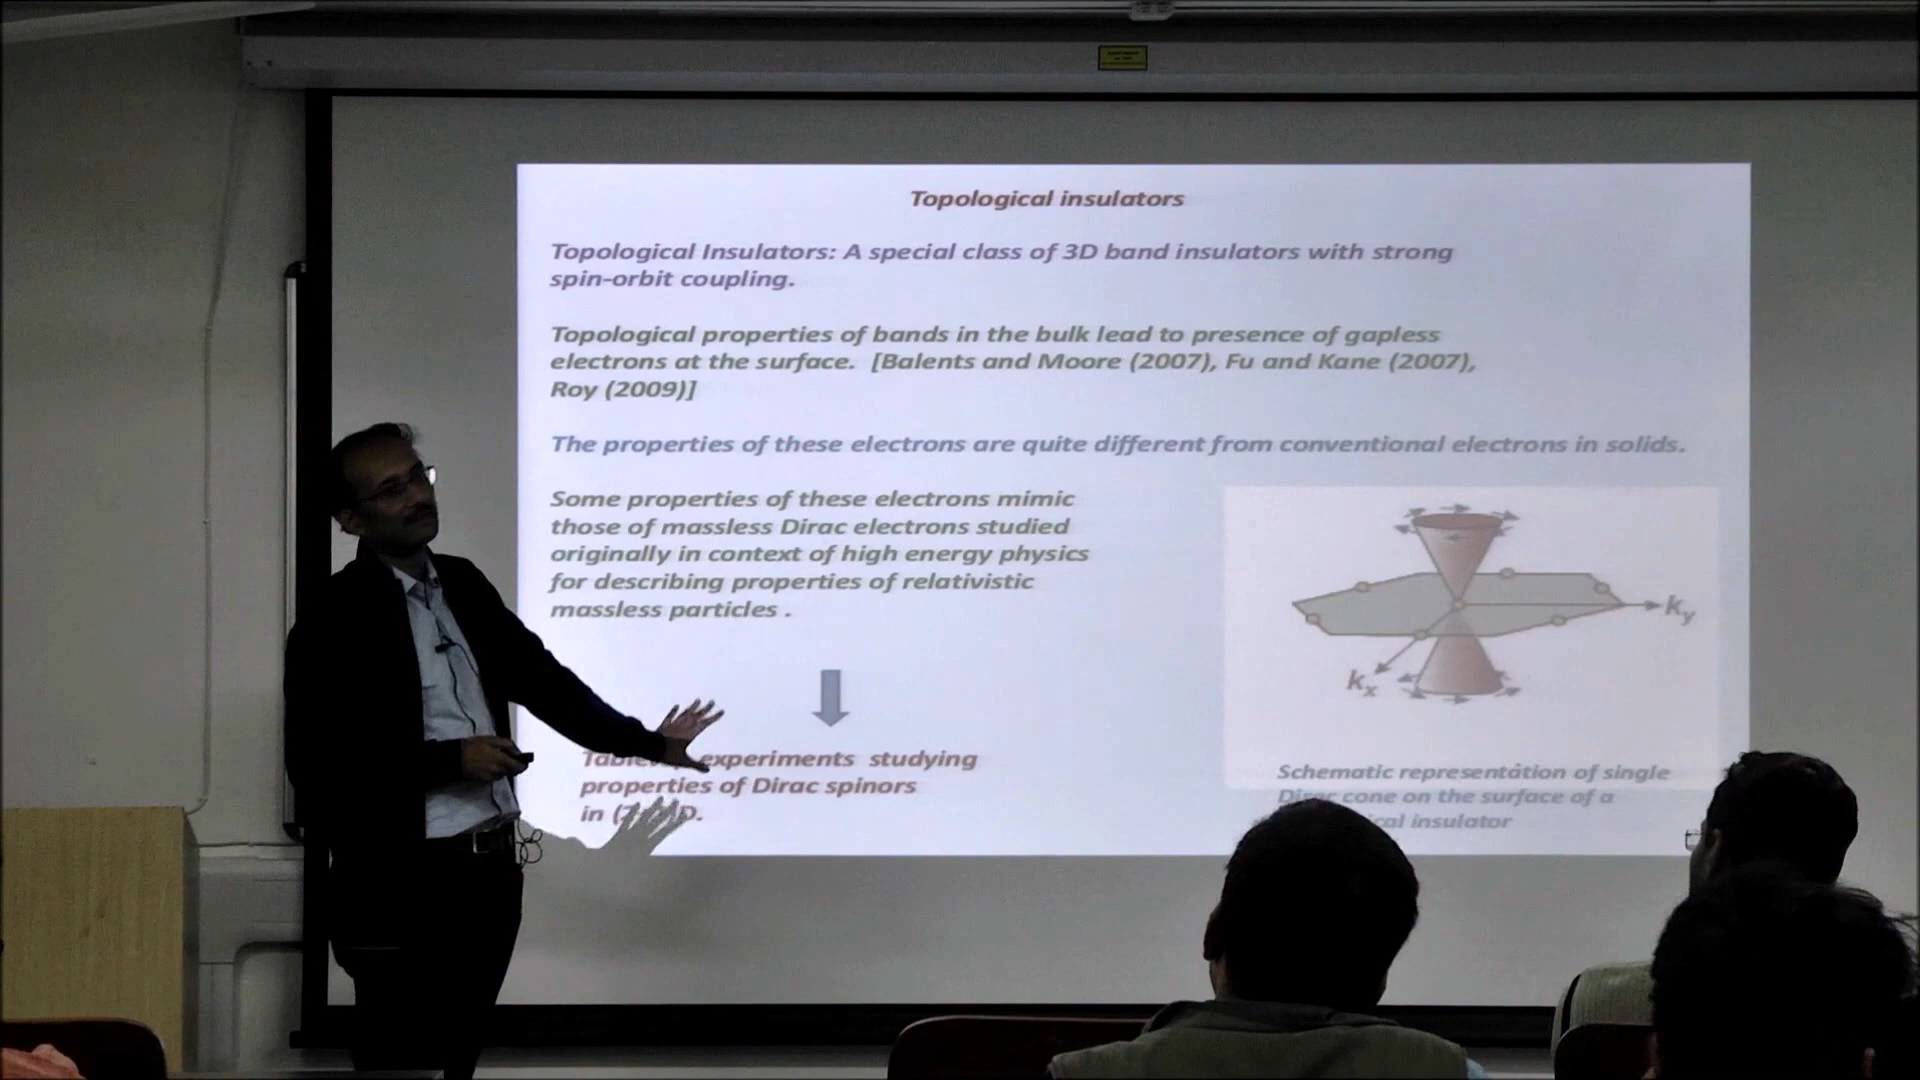 Topological insulators
Topological Insulators: A special class of 3D band insulators with strong
spin-orbit coupling.
Topological properties of bands in the bulk lead to presence of gapless
electrons at the surface. [Balents and Moore (2007), Fu and Kane (2007),
Roy (2009)]
The properties of these electrons are quite different from conventional electrons in solids.
Some properties of these electrons mimic
those of massless Dirac electrons studied
originally in context of high energy physics
for describing properties of relativistic
massless particles .
experiments studying
properties of Dirac spinors
in
ky
kx
Schematic representation of single
cone on the surface of a
insulator